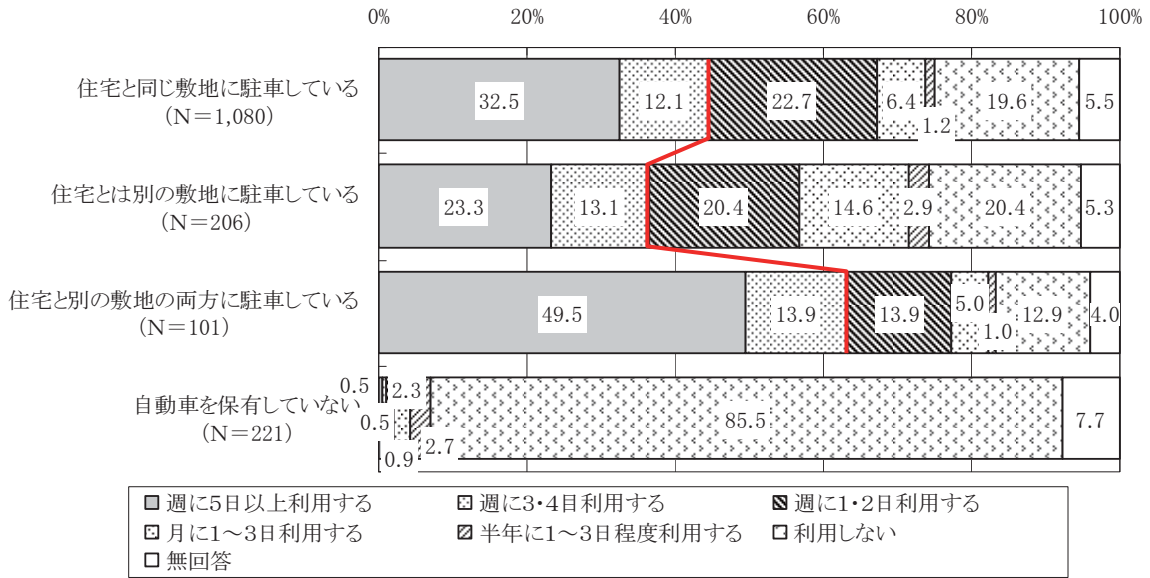 0% 20% 40% 60% 80% 100%
住宅と同じ敷地に駐車している
(N=1,080)
32.5 12.1 22.7 6.4 1.2 19.6 5.5
住宅とは別の敷地に駐車している
(N=206)
23.3 13.1 20.4 14.6 2.9 20.4 5.3
住宅と別の敷地の両方に駐車している
(N=101)
49.5 13.9 13.9 5.0 1.0 12.9 4.0
自動車を保有していない
(N=221)
0.5 0.5 0.9 2.3 2.7 85.5 7.7
週に5日以上利用する 週に3・4目利用する 週に1・2日利用する
月に1~3日利用する 半年に1~3日程度利用する 利用しない
無回答